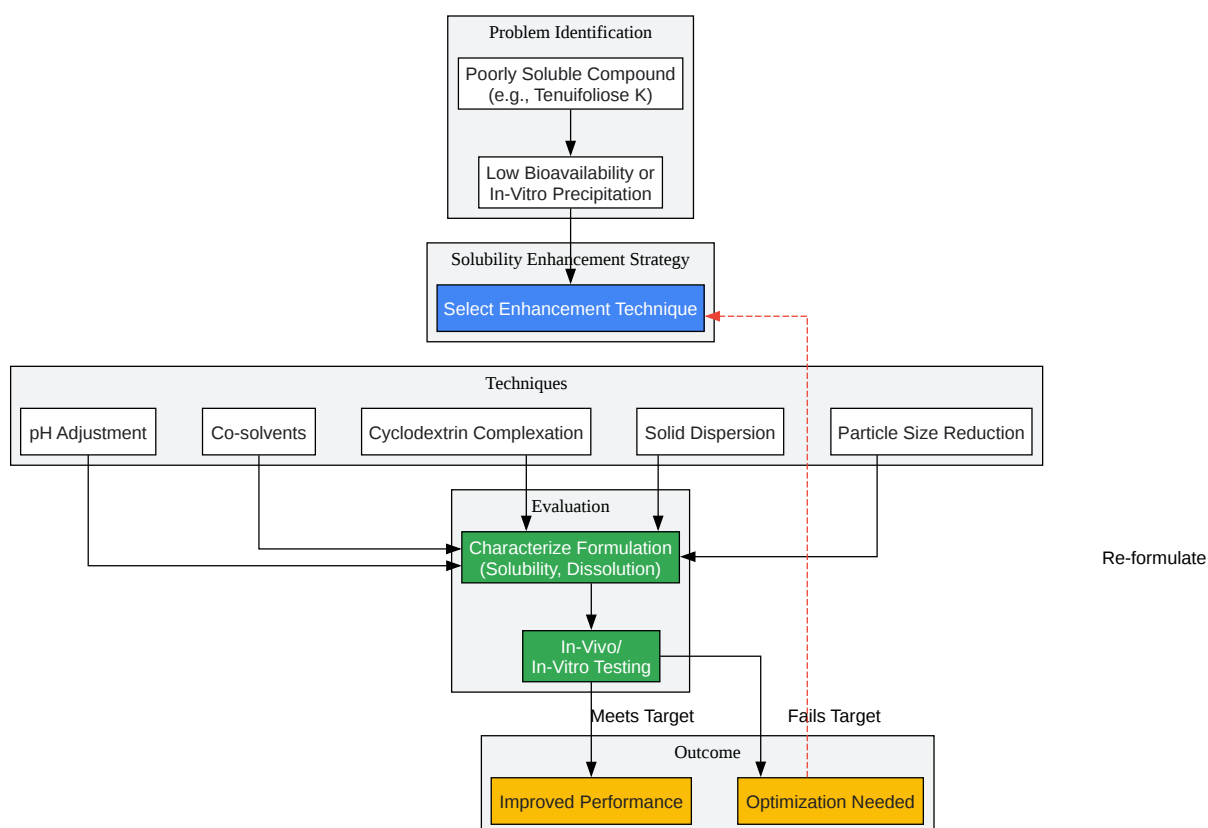 Problem Identification
Poorly Soluble Compound
(e.g., Tenuifoliose K)
Low Bioavailability or
In-Vitro Precipitation
Solubility Enhancement Strategy
Select Enhancement Technique
Techniques
pH Adjustment
Co-solvents
Cyclodextrin Complexation
Solid Dispersion
Particle Size Reduction
Evaluation
Characterize Formulation
(Solubility, Dissolution)
Re-formulate
In-Vivo/
In-Vitro Testing
Meets Target
Fails Target
Outcome
Improved Performance
Optimization Needed